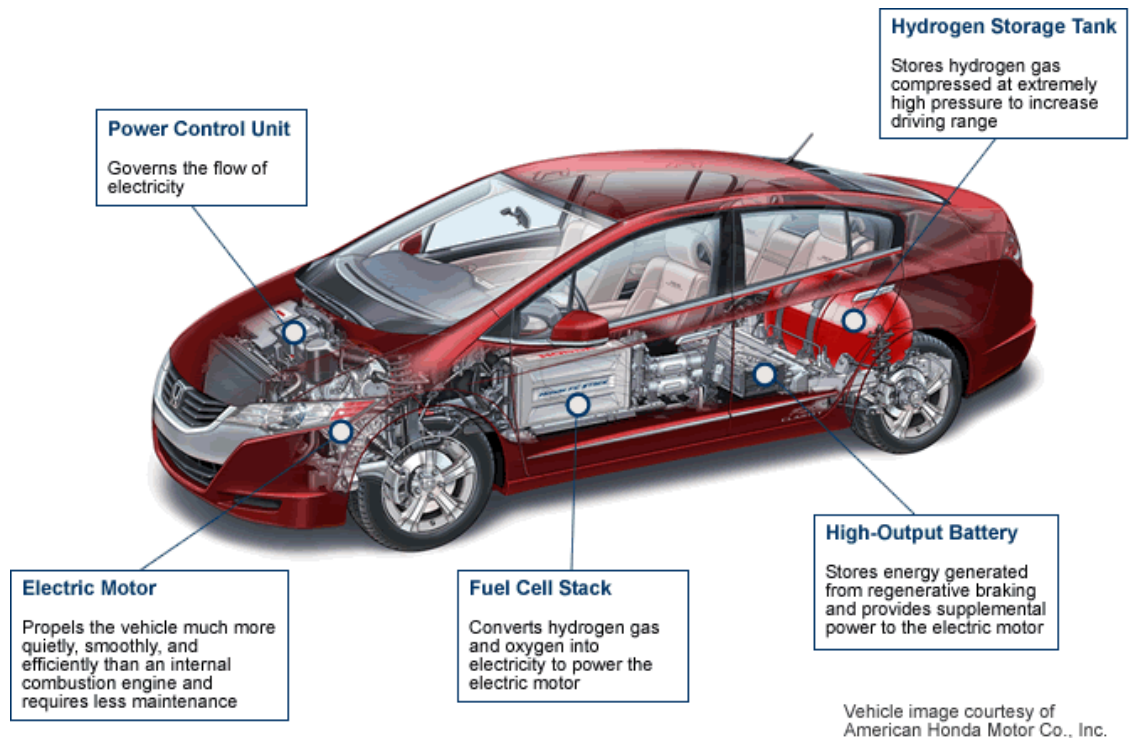 Hydrogen Storage Tank
Stores hydrogen gas
compressed at extremely
high pressure to increase
driving range
Power Control Unit
Governs the flow of
electricity
HONDA FC STACK
High-Output Battery
Stores energy generated
from regenerative braking
and provides supplemental
power to the electric motor
Electric Motor
Propels the vehicle much more
quietly, smoothly, and
efficiently than an internal
combustion engine and
requires less maintenance
Fuel Cell Stack
Converts hydrogen gas
and oxygen into
electricity to power the
electric motor
Vehicle image courtesy of
American Honda Motor Co., Inc.